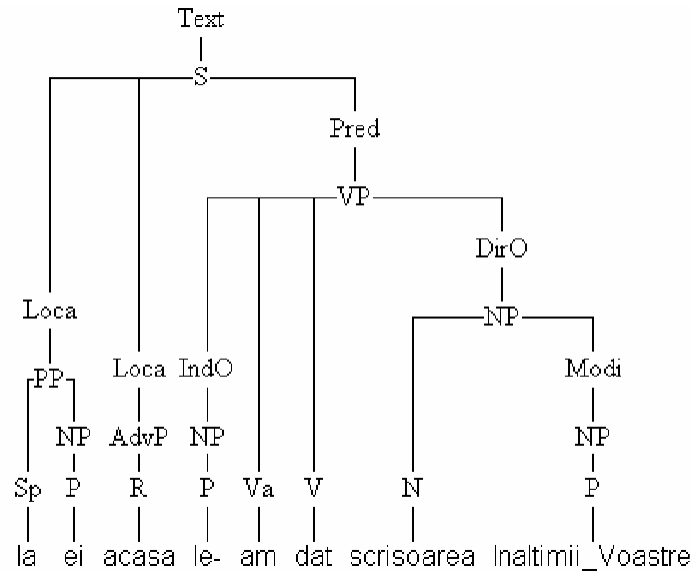 Text
S
Pred
VP
DirO
Loca NP
PP Loca IndO Modi
NP AdvP NP NP
Sp P R P Va V N P
la ei acasa le- am dat scrisoarea Inaltimii_Voastre